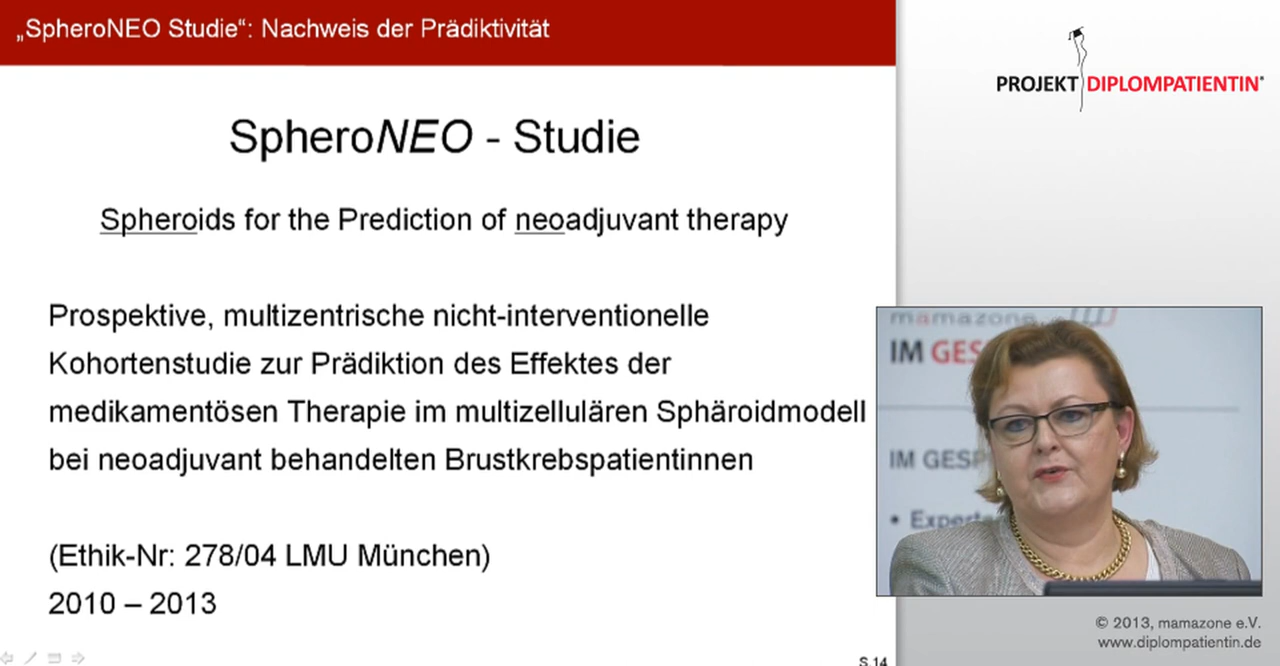 „SpheroNEO Studie“: Nachweis der Prädiktivität
SpheroNEO - Studie
Spheroids for the Prediction of neoadjuvant therapy
Prospektive, multizentrische nicht-interventionelle
Kohortenstudie zur Prädiktion des Effektes der
medikamentösen Therapie im multizellulären Sphäroidmodell
bei neoadjuvant behandelten Brustkrebspatientinnen
(Ethik-Nr: 278/04 LMU München)
2010 – 2013
S.14
PROJEKT DIPLOMPATIENTIN®
mamazone
IM GES
IM GESP
• Experte
© 2013, mamazone e.V.
www.diplompatientin.de